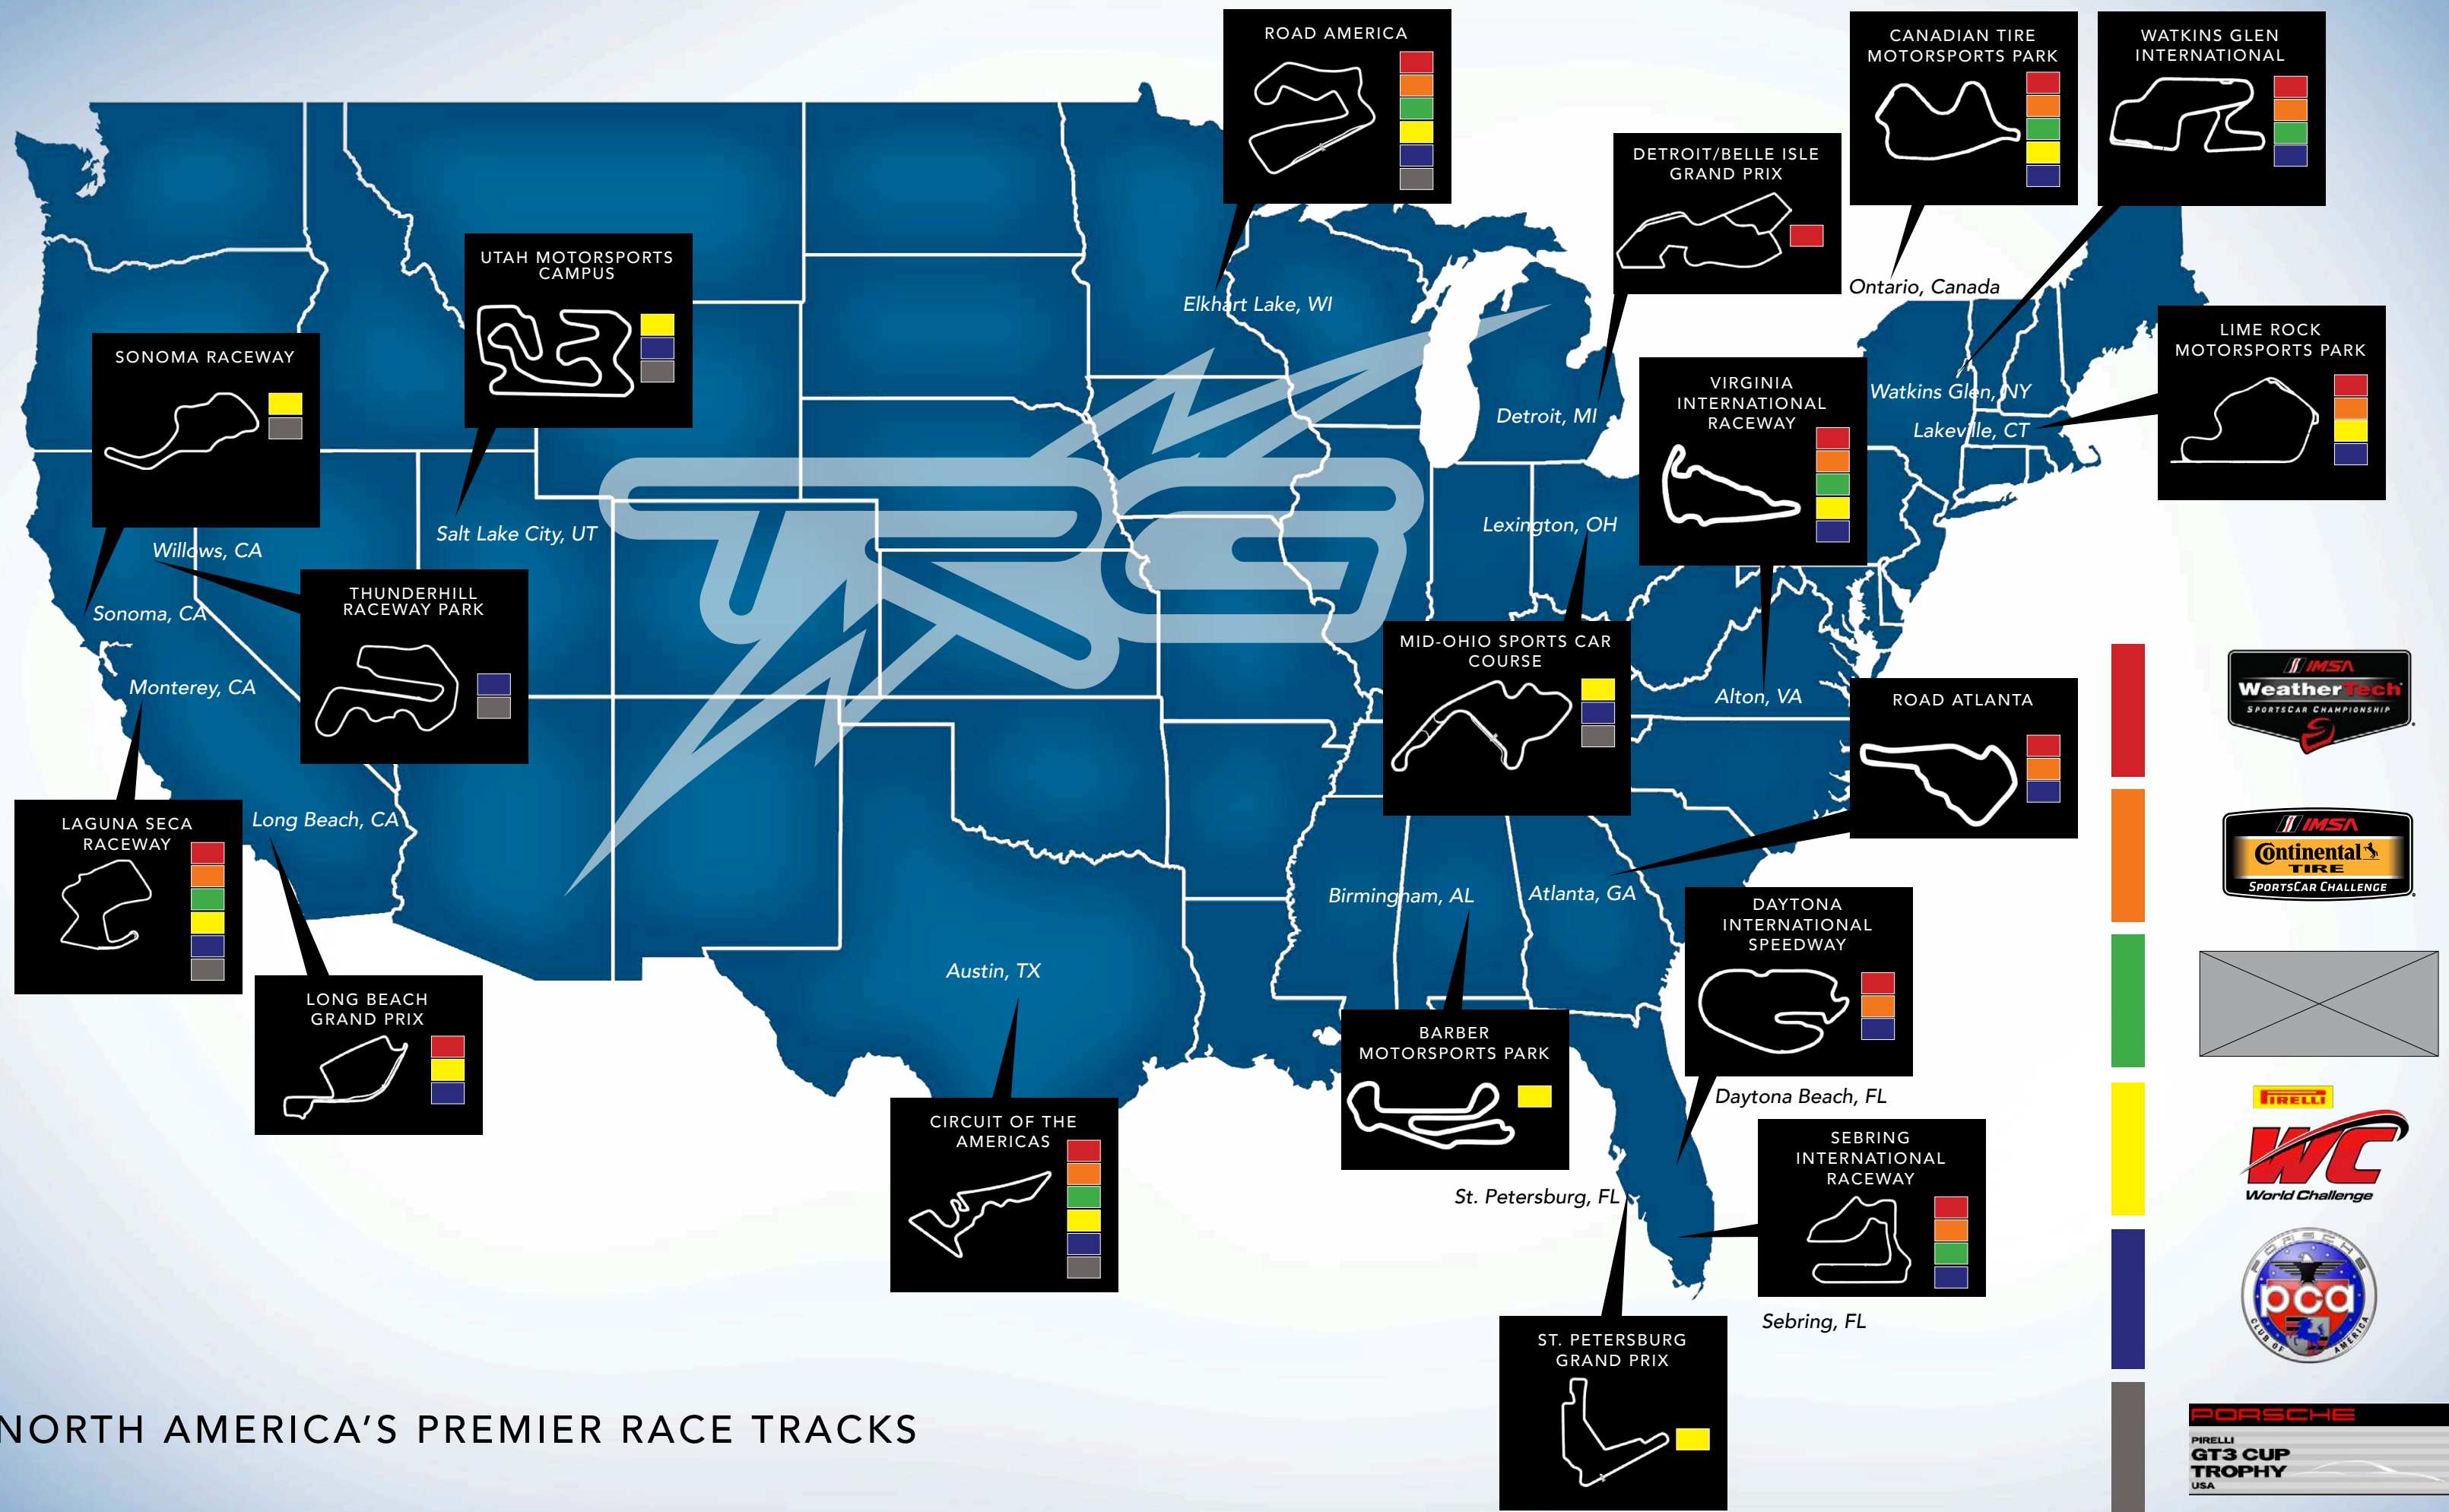 ROAD AMERICA
Elkhart Lake, WI
CANADIAN TIRE
MOTORSPORTS PARK
Ontario, Canada
WATKINS GLEN
INTERNATIONAL
Watkins Glen, NY
DETROIT/BELLE ISLE
GRAND PRIX
Detroit, MI
UTAH MOTORSPORTS
CAMPUS
Salt Lake City, UT
LIME ROCK
MOTORSPORTS PARK
Lakeville, CT
SONOMA RACEWAY
Sonoma, CA
VIRGINIA
INTERNATIONAL
RACEWAY
Alton, VA
Willows, CA
THUNDERHILL
RACEWAY PARK
TRG
Lexington, OH
MID-OHIO SPORTS CAR
COURSE
Monterey, CA
LAGUNA SECA
RACEWAY
ROAD ATLANTA
Atlanta, GA
Long Beach, CA
LONG BEACH
GRAND PRIX
Birmingham, AL
BARBER
MOTORSPORTS PARK
Austin, TX
CIRCUIT OF THE
AMERICAS
DAYTONA
INTERNATIONAL
SPEEDWAY
Daytona Beach, FL
SEBRING
INTERNATIONAL
RACEWAY
Sebring, FL
St. Petersburg, FL
ST. PETERSBURG
GRAND PRIX
IMSA
WeatherTech
SPORTSCAR CHAMPIONSHIP
IMSA
Continental
TIRE
SPORTSCAR CHALLENGE
PIRELLI
WC
World Challenge
PORSCHE
pca
CLUB OF AMERICA
PORSCHE
PIRELLI
GT3 CUP
TROPHY
USA
NORTH AMERICA'S PREMIER RACE TRACKS